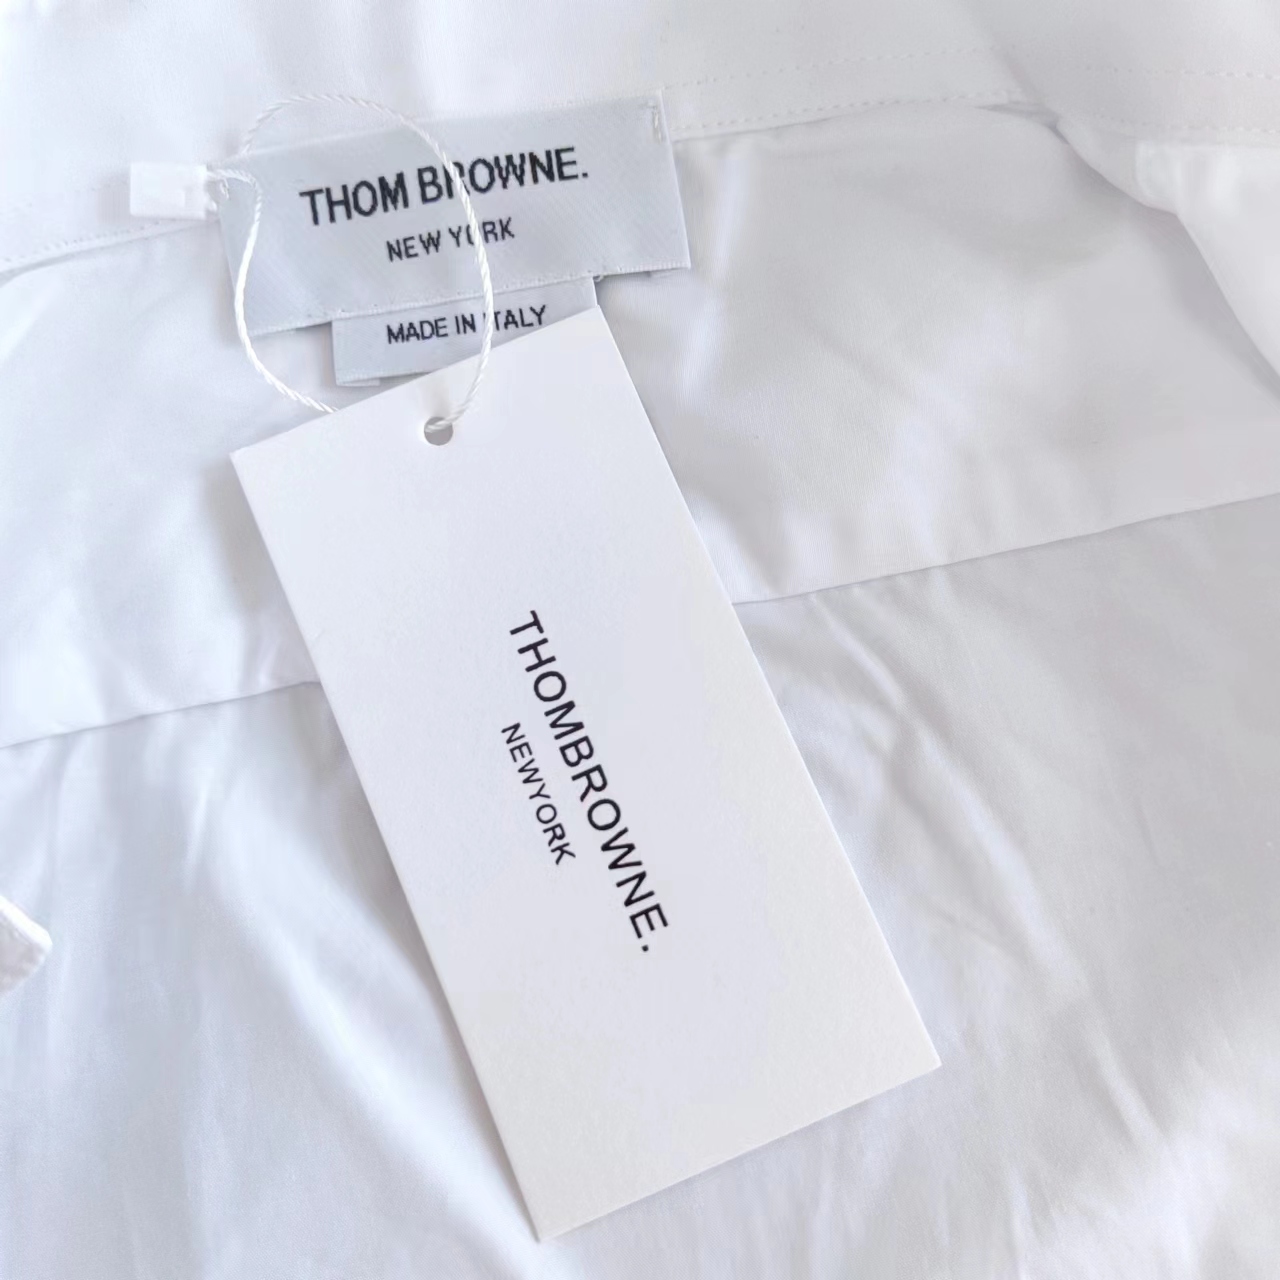 THOM BROWNE.
NEW YORK
MADE IN ITALY
THOMBROWNE.
NEWYORK